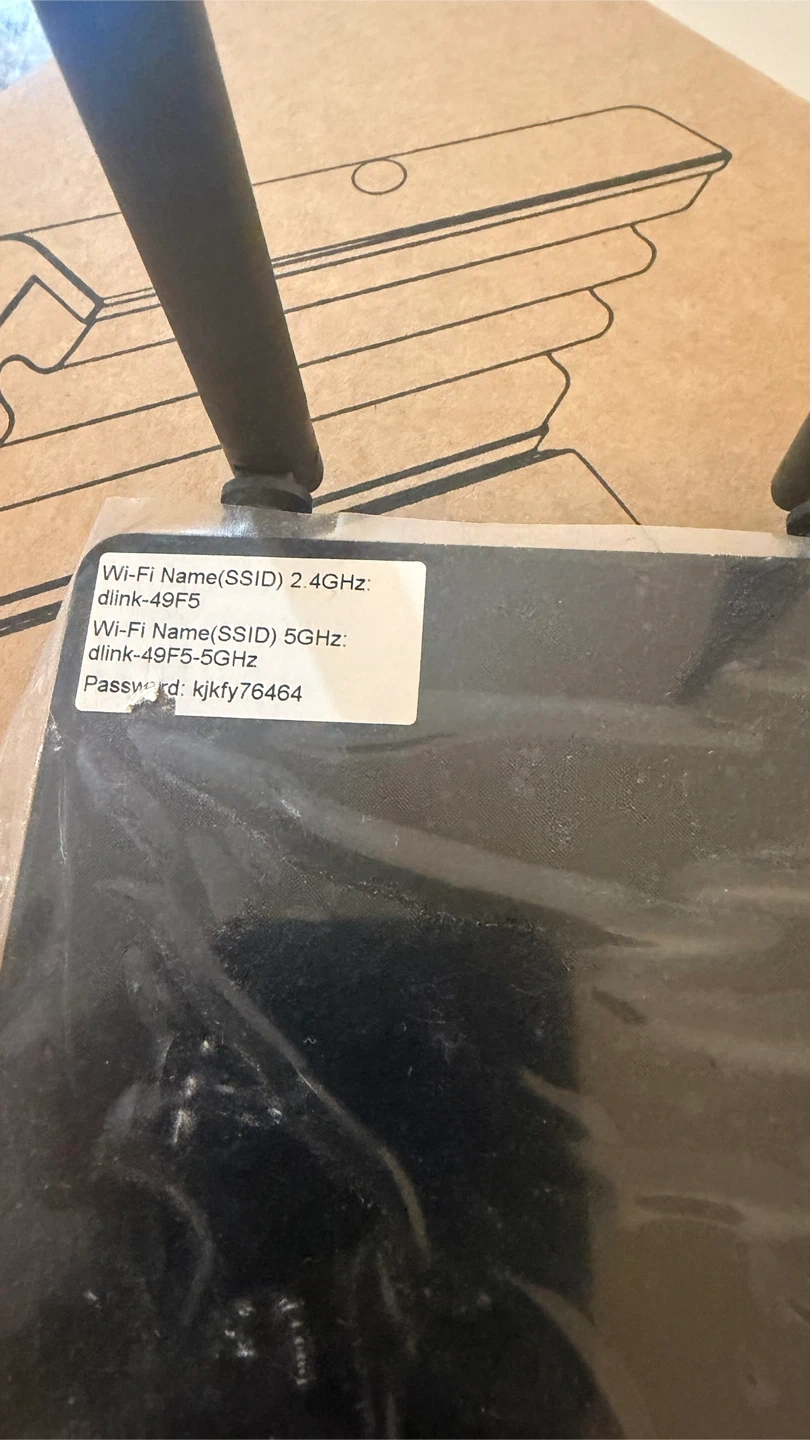 Wi-Fi Name(SSID) 2.4GHz:
dlink-49F5
Wi-Fi Name(SSID) 5GHz:
dlink-49F5-5GHz
Password: kjkfy76464